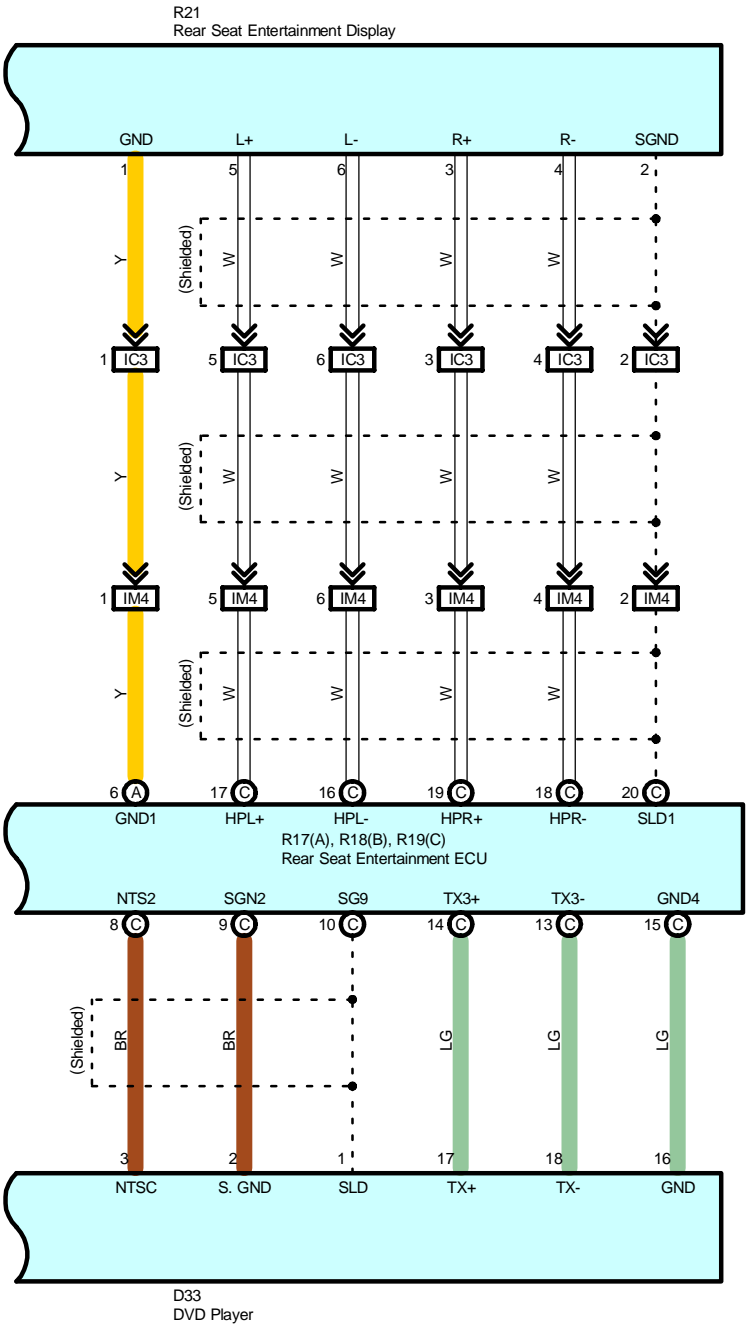 R21
Rear Seat Entertainment Display
GND L+ L- R+ R- SGND
1 5 6 3 4 2
(Shielded)
Y W W W W
1 IC3 5 IC3 6 IC3 3 IC3 4 IC3 2 IC3
(Shielded)
Y W W W W
1 IM4 5 IM4 6 IM4 3 IM4 4 IM4 2 IM4
(Shielded)
Y W W W W
6 A 17 C 16 C 19 C 18 C 20 C
GND1 HPL+ HPL- HPR+ HPR- SLD1
R17(A), R18(B), R19(C)
Rear Seat Entertainment ECU
NTS2 SGN2 SG9 TX3+ TX3- GND4
8 C 9 C 10 C 14 C 13 C 15 C
(Shielded)
BR BR LG LG LG
3 2 1 17 18 16
NTSC S. GND SLD TX+ TX- GND
D33
DVD Player